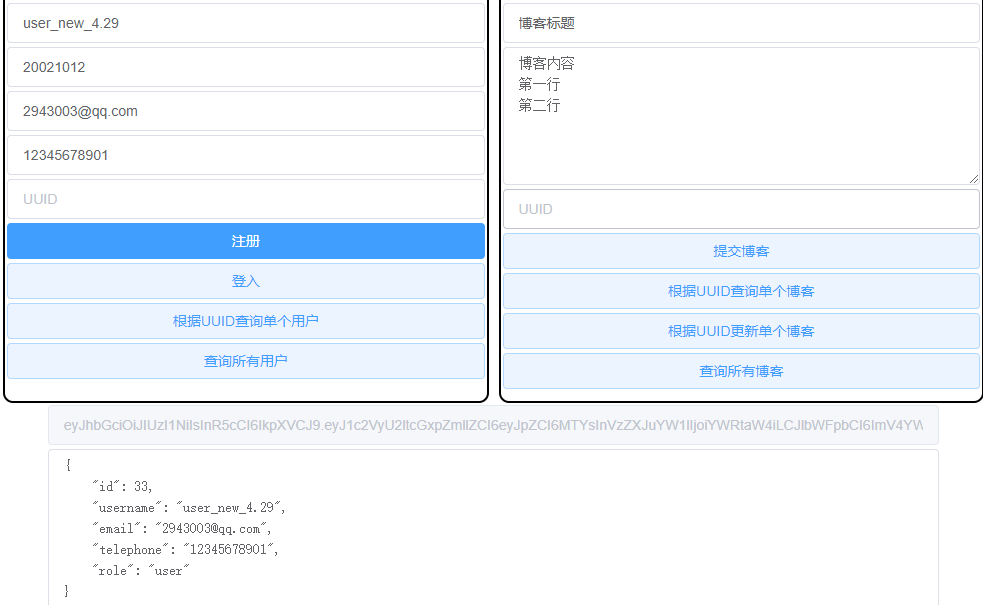 user_new_4.29
20021012
2943003@qq.com
12345678901
UUID
注册
登入
根据UUID查询单个用户
查询所有用户
博客标题
博客内容
第一行
第二行
UUID
提交博客
根据UUID查询单个博客
根据UUID更新单个博客
查询所有博客
eyJhbGciOiJIUzI1NiIsInR5cCI6IkpXVCJ9.eyJ1c2VyU2ltcGxpZmllZCI6eyJpZCI6MTYsInVzZXJuYW1lIjoiYWRtaW4iLCJlbWFpbCI6ImV4YW
{
    "id": 33,
    "username": "user_new_4.29",
    "email": "2943003@qq.com",
    "telephone": "12345678901",
    "role": "user"
}